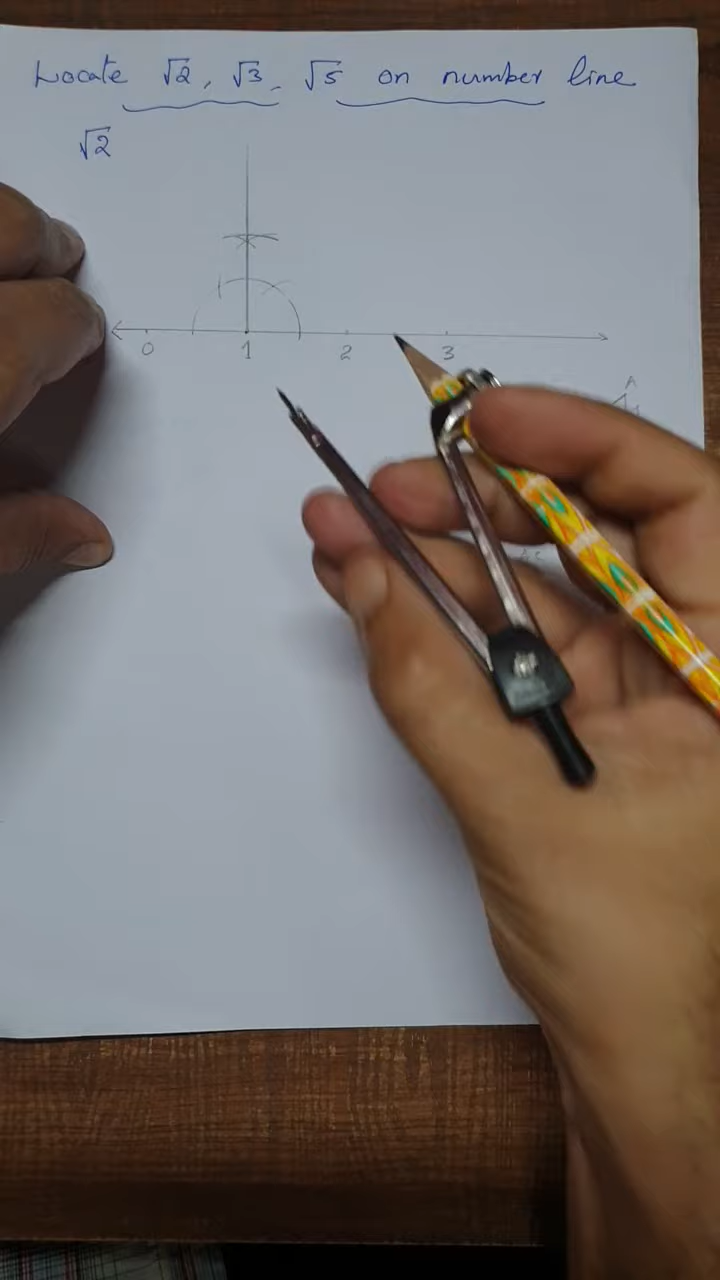 Locate √2, √3, √5 on number line
√2
0 1 2 3
A